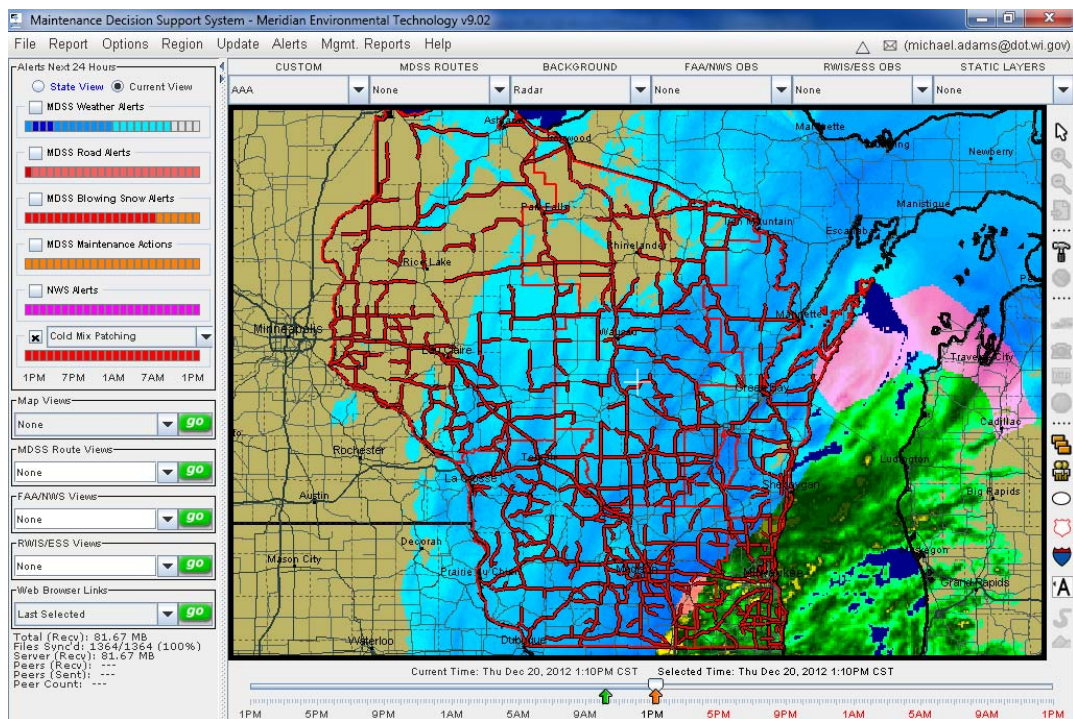 Maintenance Decision Support System - Meridian Environmental Technology v9.02
File Report Options Region Update Alerts Mgmt. Reports Help
(michael.adams@dot.wi.gov)
Alerts Next 24 Hours
State View Current View
MDSS Weather Alerts
MDSS Road Alerts
MDSS Blowing Snow Alerts
MDSS Maintenance Actions
NWS Alerts
Cold Mix Patching
1PM 7PM 1AM 7AM 1PM
Map Views
None go
MDSS Route Views
None go
FAA/NWS Views
None go
RWIS/ESS Views
None go
Web Browser Links
Last Selected go
Total (Recv): 81.67 MB
Files Sync'd: 1364/1364 (100%)
Server (Recv): 81.67 MB
Peers (Recv): ---
Peers (Sent): ---
Peer Count: ---
CUSTOM MDSS ROUTES BACKGROUND FAA/NWS OBS RWIS/ESS OBS STATIC LAYERS
AAA None Radar None None None
Marquette
Newberry
Manistique
Escanaba
Rhinelander
Rice Lake
Minneapolis
Wausau
Marinette
Green Bay
Cadillac
Rochester
Tomah
La Crosse
Sheboygan
Ludington
Big Rapids
Austin
Decorah
Mason City
Prairie du Chien
Madison
Milwaukee
Muskegon
Grand Rapids
Waterloo
Dubuque
A
Current Time: Thu Dec 20, 2012 1:10PM CST Selected Time: Thu Dec 20, 2012 1:10PM CST
1PM 5PM 9PM 1AM 5AM 9AM 1PM 5PM 9PM 1AM 5AM 9AM 1PM